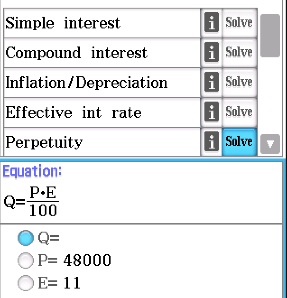 Simple interest i Solve
Compound interest i Solve
Inflation/Depreciation i Solve
Effective int rate i Solve
Perpetuity i Solve
Equation:
Q=P•E/100
Q=
P= 48000
E= 11